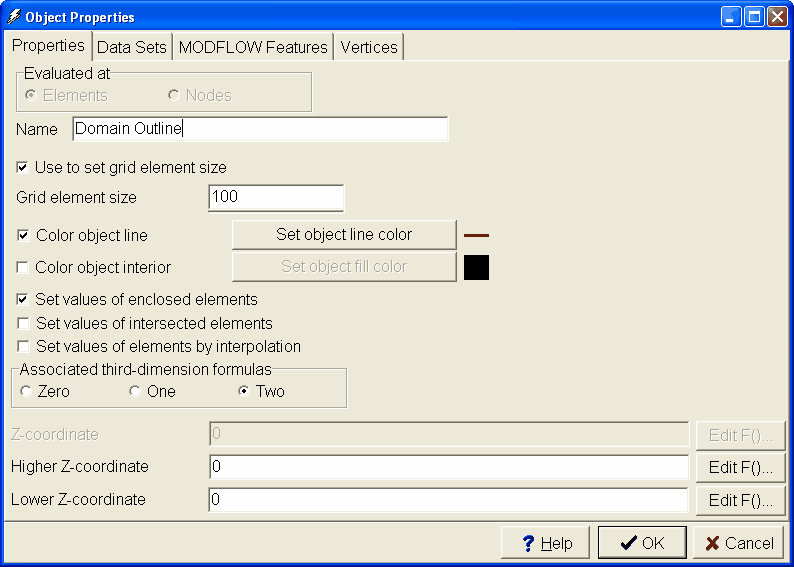 Object Properties
Properties Data Sets MODFLOW Features Vertices
Evaluated at
Elements Nodes
Name Domain Outline
Use to set grid element size
Grid element size 100
Color object line Set object line color
Color object interior Set object fill color
Set values of enclosed elements
Set values of intersected elements
Set values of elements by interpolation
Associated third-dimension formulas
Zero One Two
Z-coordinate 0 Edit F()...
Higher Z-coordinate 0 Edit F()...
Lower Z-coordinate 0 Edit F()...
? Help OK Cancel